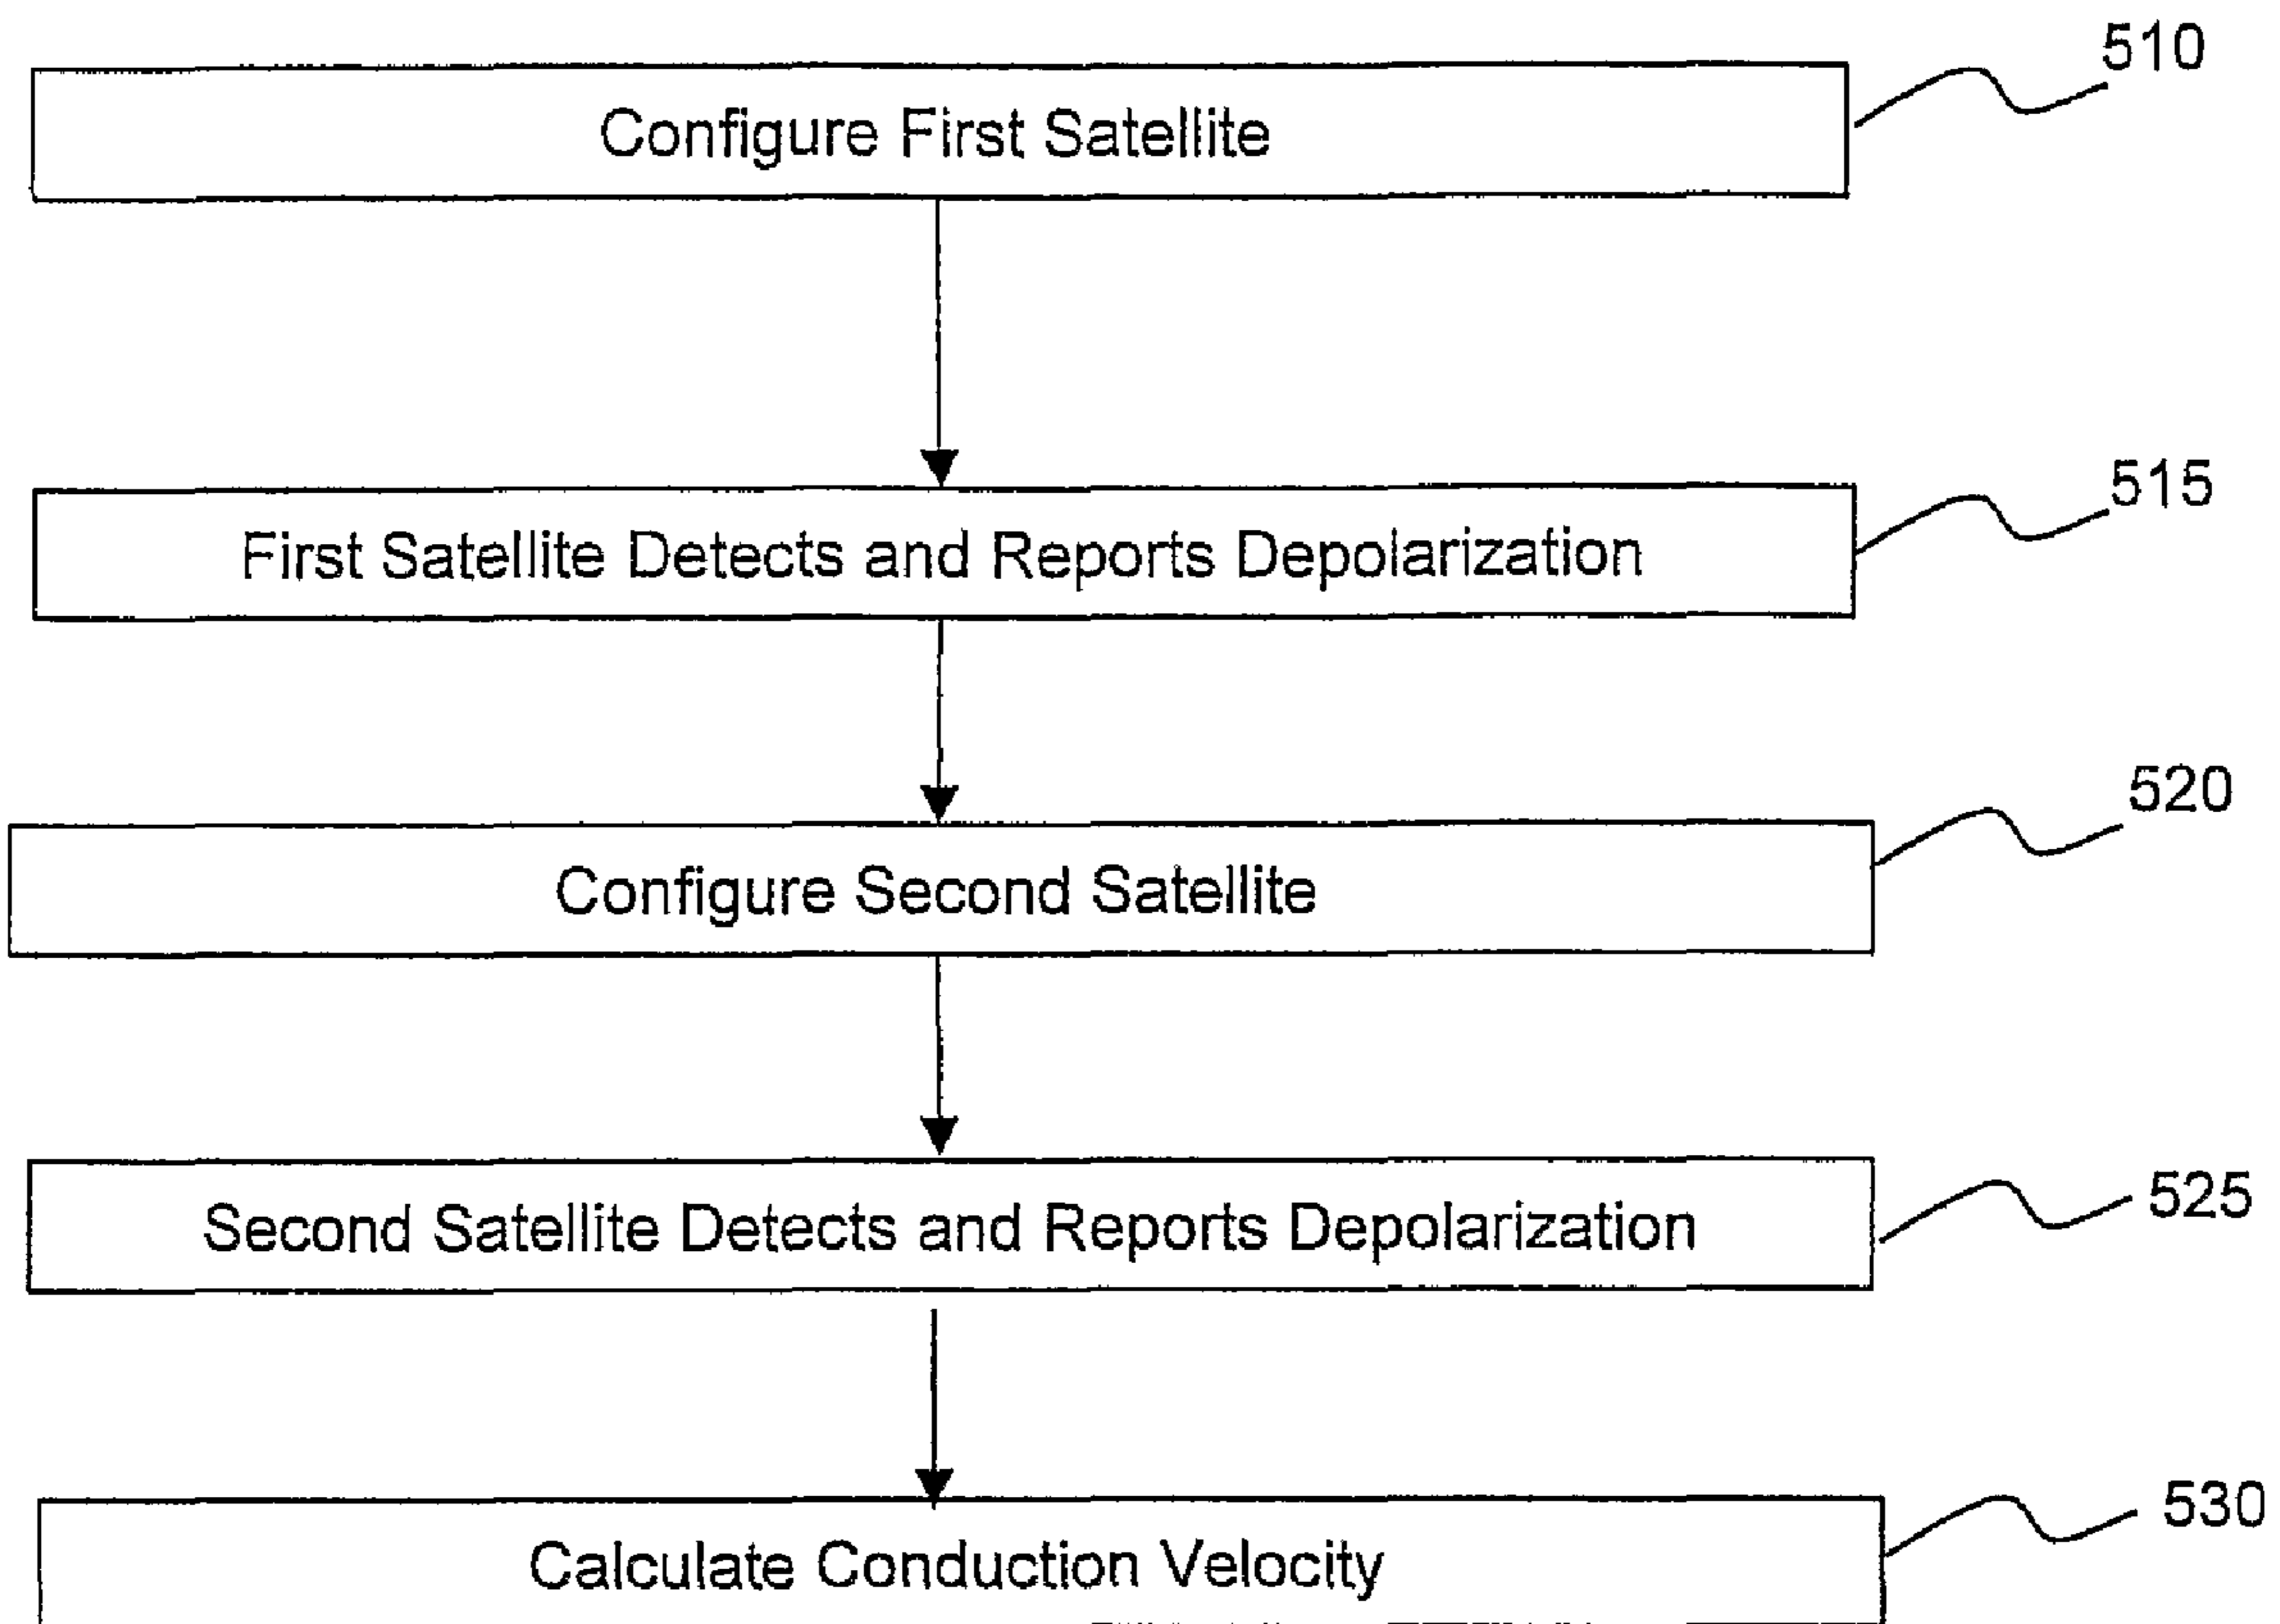 510
Configure First Satellite
515
First Satellite Detects and Reports Depolarization
520
Configure Second Satellite
525
Second Satellite Detects and Reports Depolarization
530
Calculate Conduction Velocity